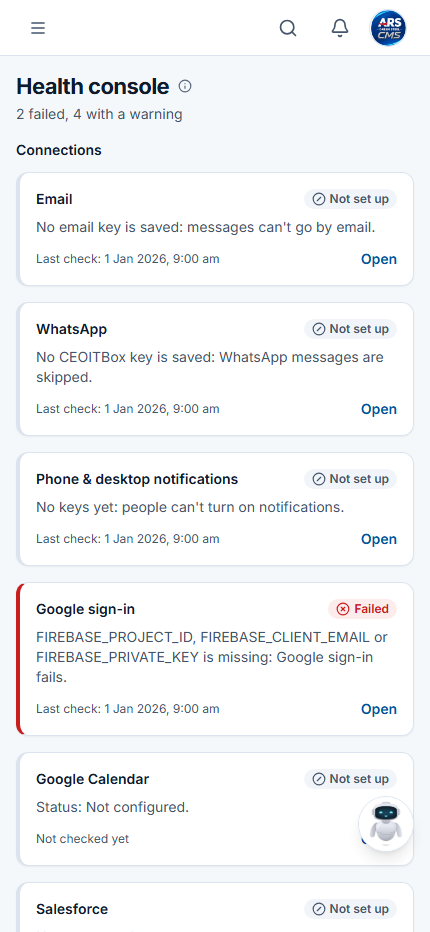 ARS
CMS
Health console
2 failed, 4 with a warning
Connections
Email
Not set up
No email key is saved: messages can't go by email.
Last check: 1 Jan 2026, 9:00 am
Open
WhatsApp
Not set up
No CEOITBox key is saved: WhatsApp messages are
skipped.
Last check: 1 Jan 2026, 9:00 am
Open
Phone & desktop notifications
Not set up
No keys yet: people can't turn on notifications.
Last check: 1 Jan 2026, 9:00 am
Open
Google sign-in
Failed
FIREBASE_PROJECT_ID, FIREBASE_CLIENT_EMAIL or
FIREBASE_PRIVATE_KEY is missing: Google sign-in
fails.
Last check: 1 Jan 2026, 9:00 am
Open
Google Calendar
Not set up
Status: Not configured.
Not checked yet
Salesforce
Not set up